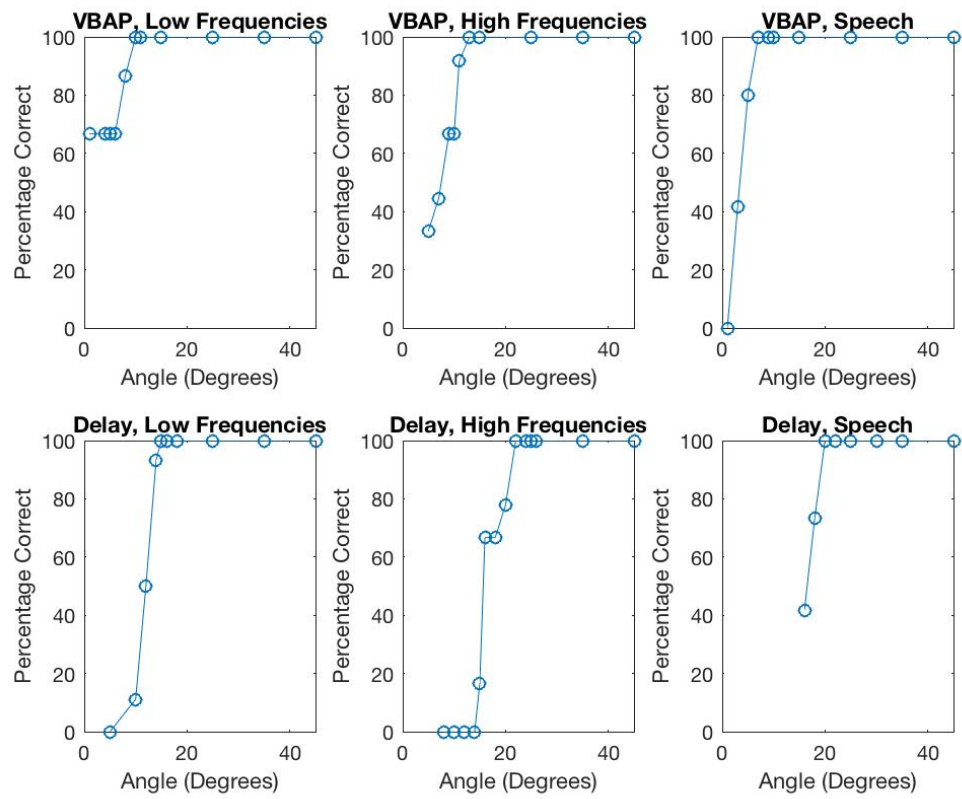 VBAP, Low Frequencies
100
80
60
40
20
0
Percentage Correct
0 20 40
Angle (Degrees)
VBAP, High Frequencies
100
80
60
40
20
0
Percentage Correct
0 20 40
Angle (Degrees)
VBAP, Speech
100
80
60
40
20
0
Percentage Correct
0 20 40
Angle (Degrees)
Delay, Low Frequencies
100
80
60
40
20
0
Percentage Correct
0 20 40
Angle (Degrees)
Delay, High Frequencies
100
80
60
40
20
0
Percentage Correct
0 20 40
Angle (Degrees)
Delay, Speech
100
80
60
40
20
0
Percentage Correct
0 20 40
Angle (Degrees)